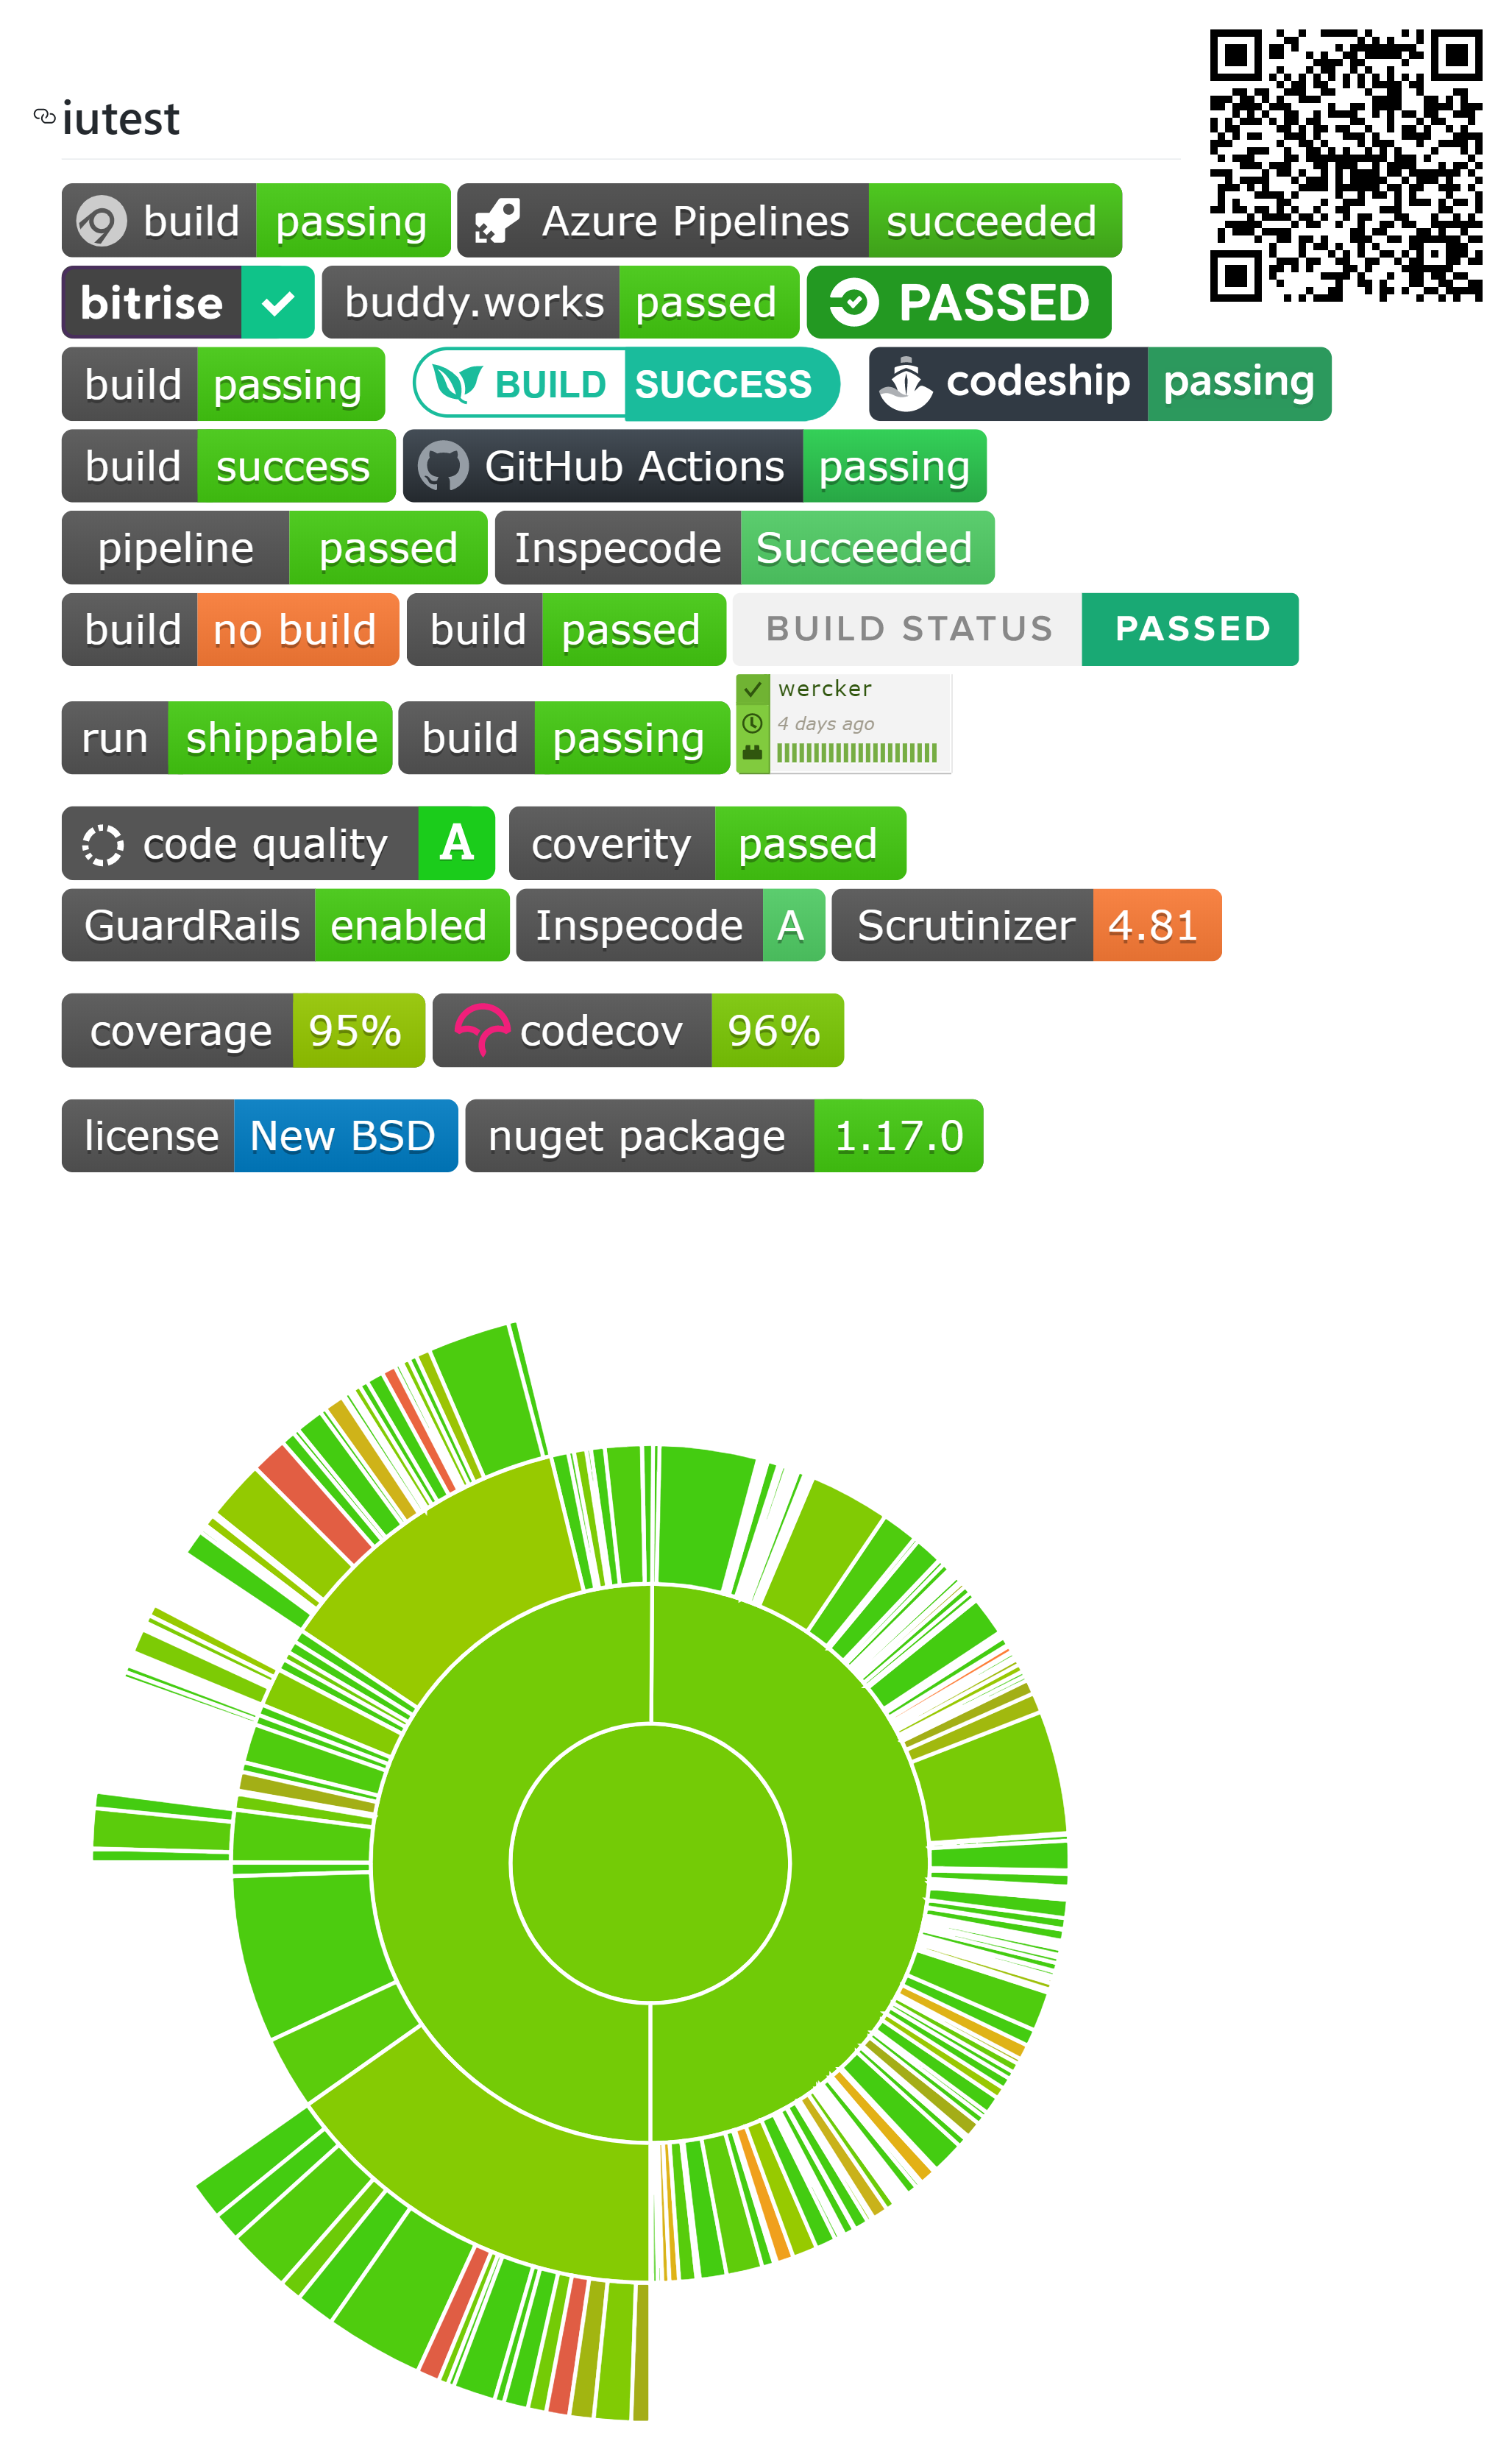 iutest
build passing Azure Pipelines succeeded
bitrise buddy.works passed PASSED
build passing BUILD SUCCESS codeship passing
build success GitHub Actions passing
pipeline passed Inspecode Succeeded
build no build build passed BUILD STATUS PASSED
run shippable build passing wercker
4 days ago
code quality A coverity passed
GuardRails enabled Inspecode A Scrutinizer 4.81
coverage 95% codecov 96%
license New BSD nuget package 1.17.0